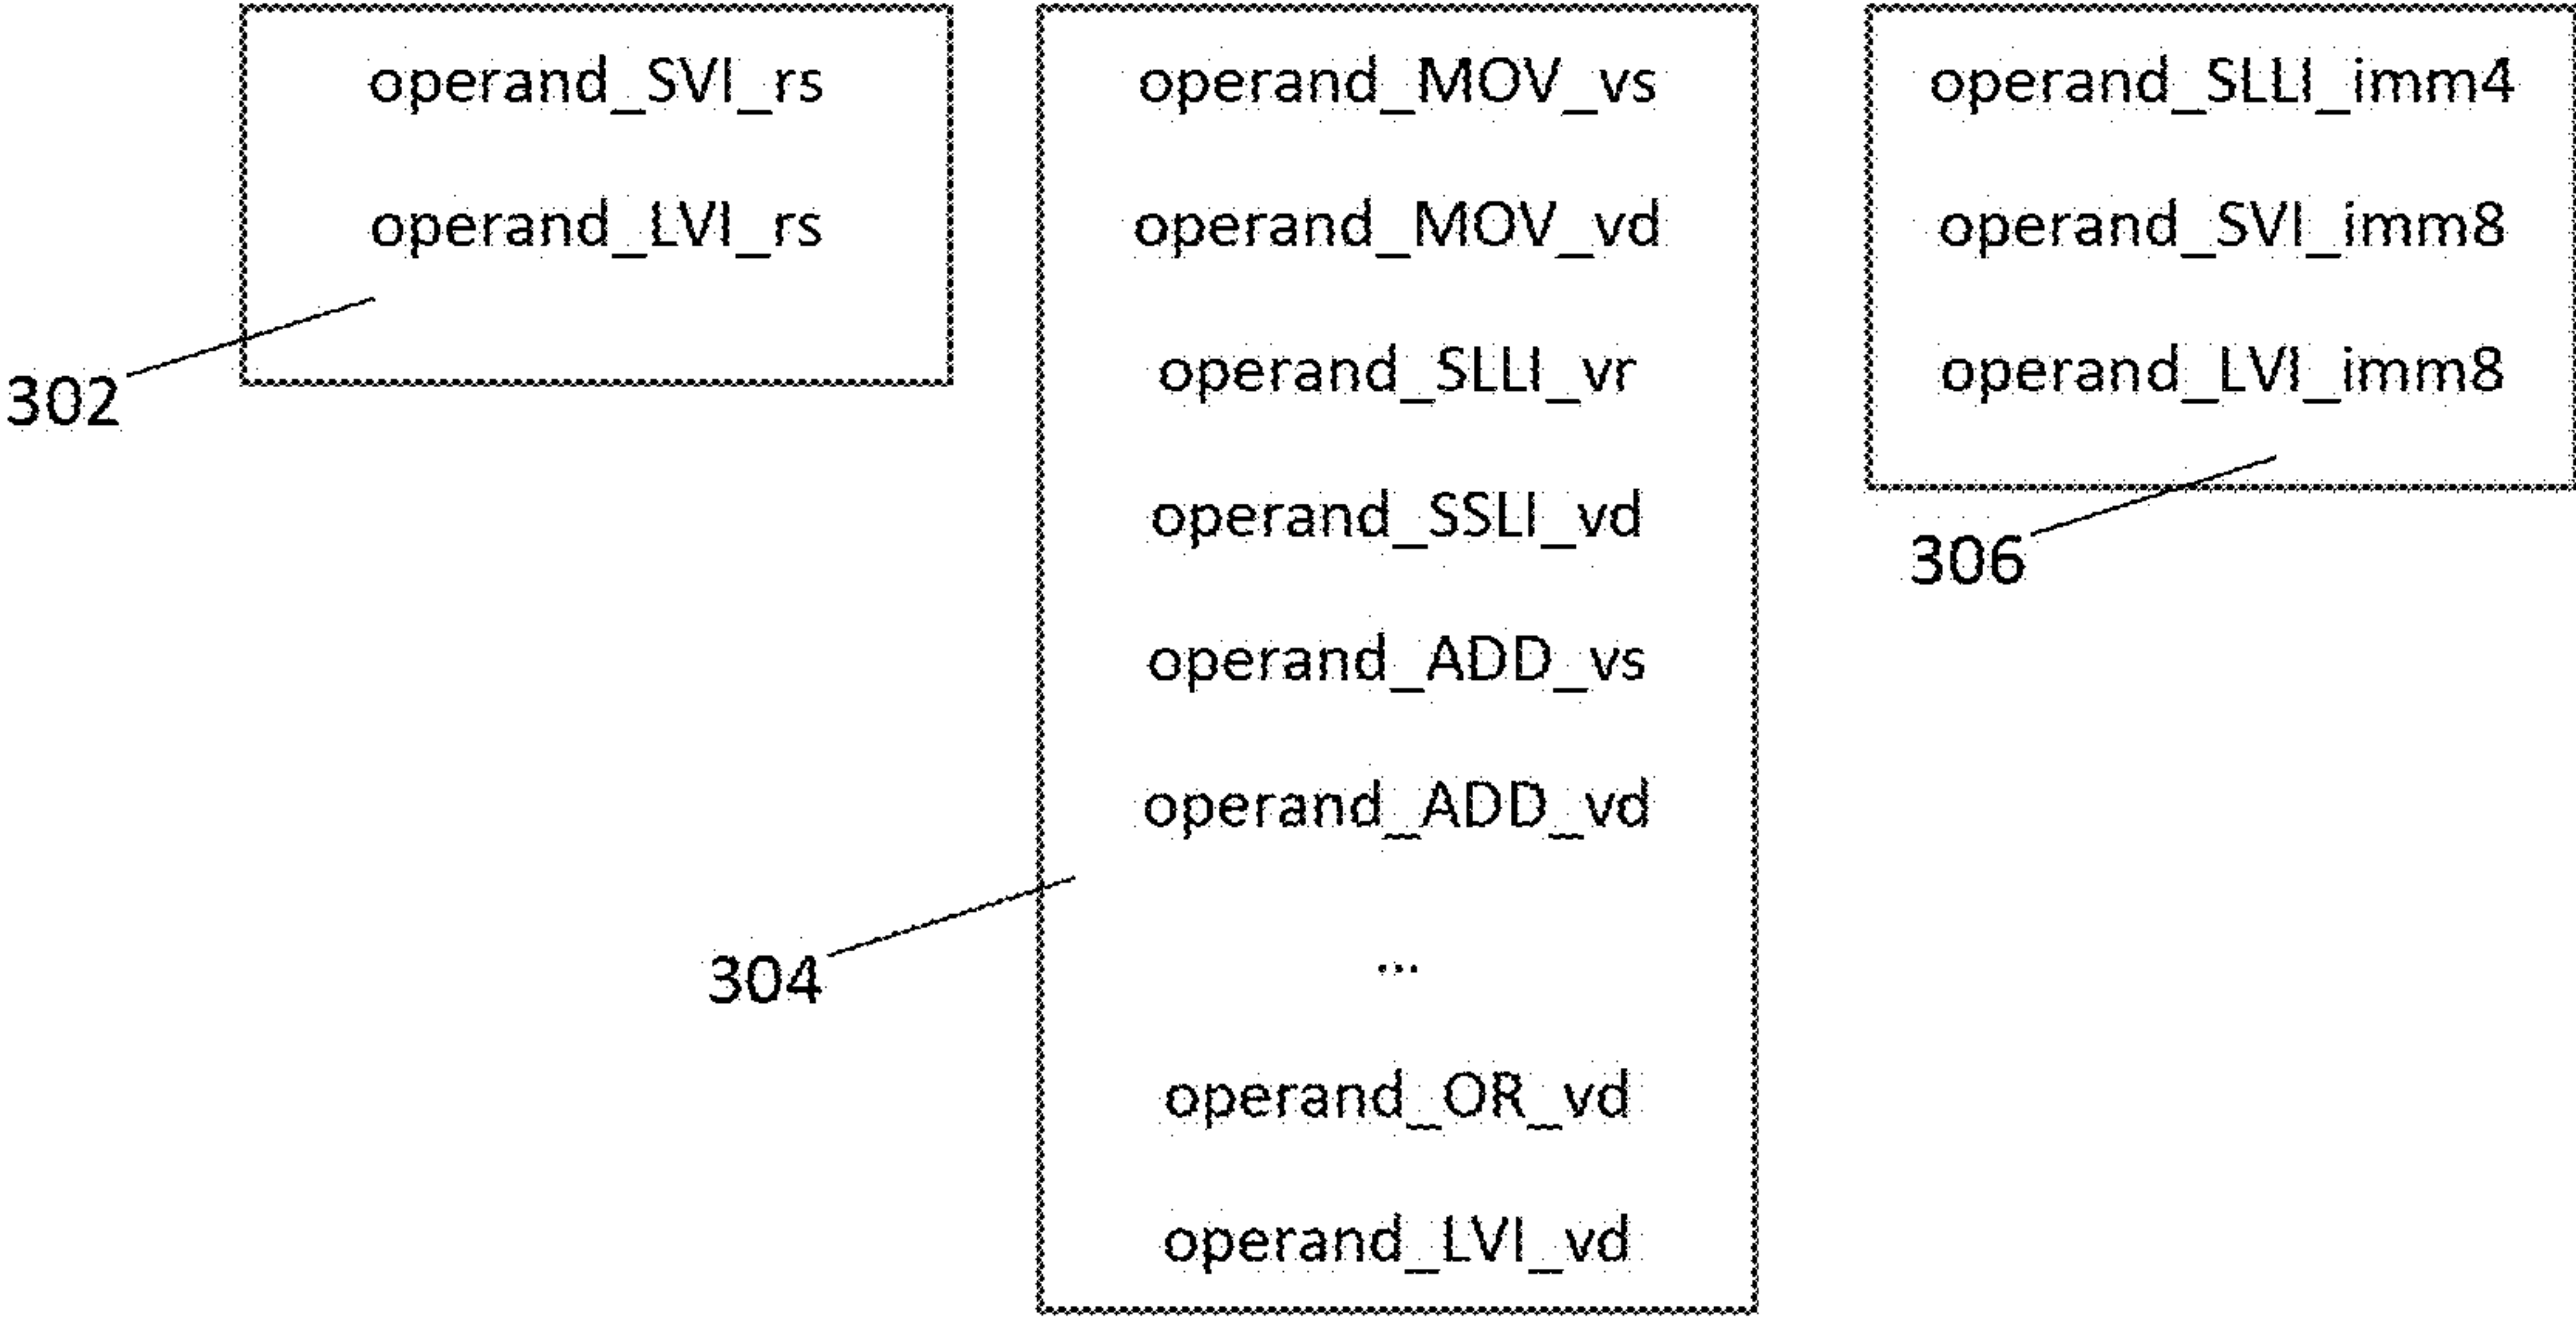 operand_SVI_rs
operand_LVI_rs
302
operand_MOV_vs
operand_MOV_vd
operand_SLLI_vr
operand_SSLI_vd
operand_ADD_vs
operand_ADD_vd
...
operand_OR_vd
operand_LVI_vd
304
operand_SLLI_imm4
operand_SVI_imm8
operand_LVI_imm8
306